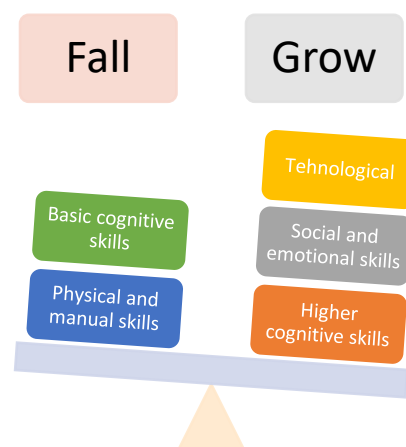 Fall
Grow
Basic cognitive
skills
Physical and
manual skills
Tehnological
Social and
emotional skills
Higher
cognitive skills